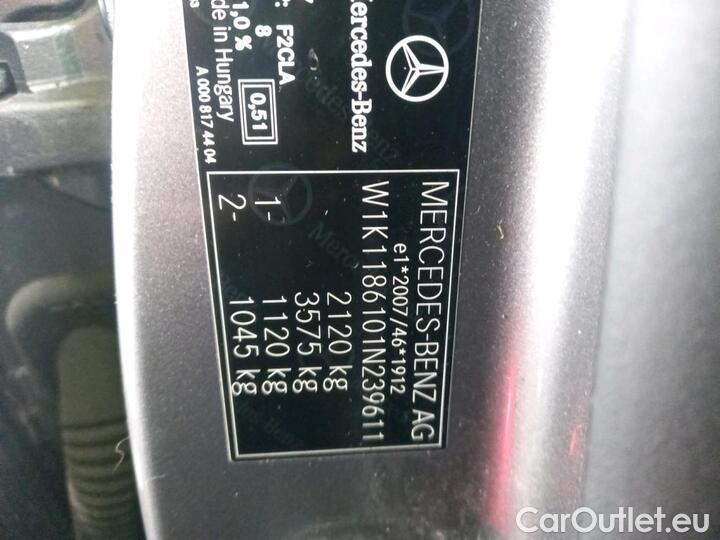 MERCEDES-BENZ AG
e1*2007/46*1912
W1K1186101N239611
2120 kg
3575 kg
1- 1120 kg
2- 1045 kg
Mercedes-Benz
F2CLA
8
1,0 %
0,51
de in Hungary
A 000 817 44 04
CarOutlet.eu